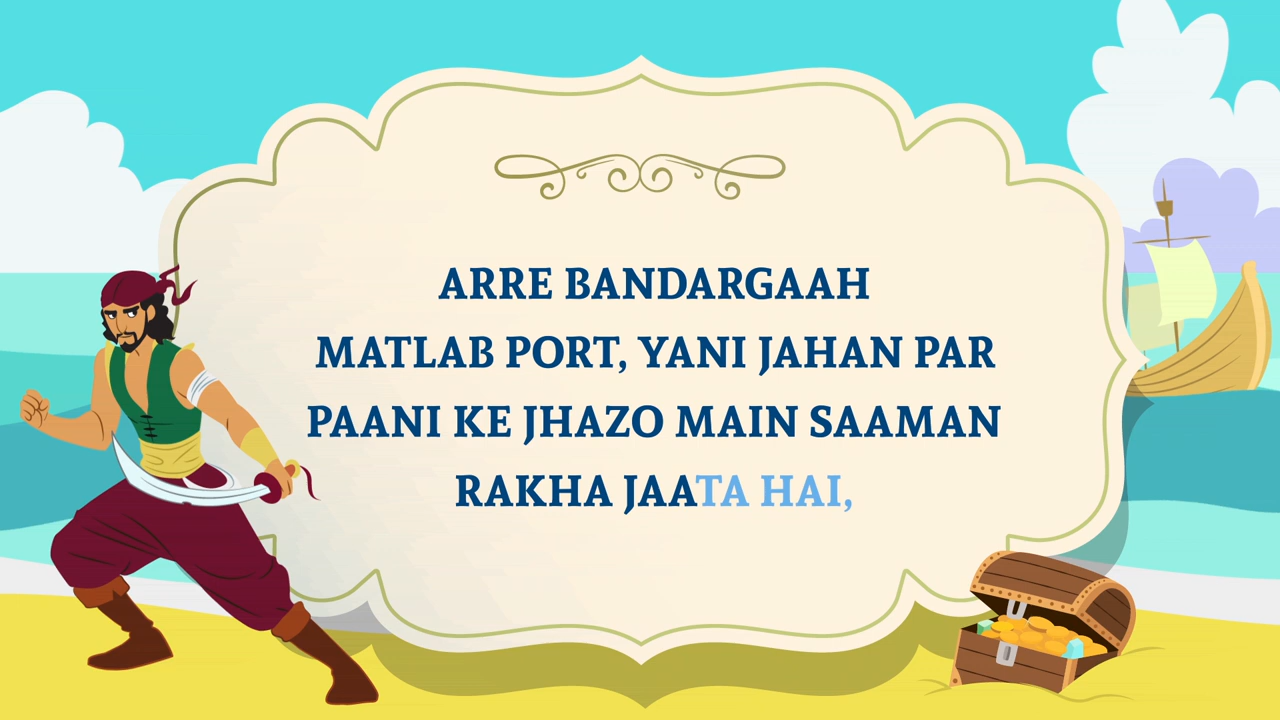 ARRE BANDARGAAH
MATLAB PORT, YANI JAHAN PAR
PAANI KE JHAZO MAIN SAAMAN
RAKHA JAATA HAI,